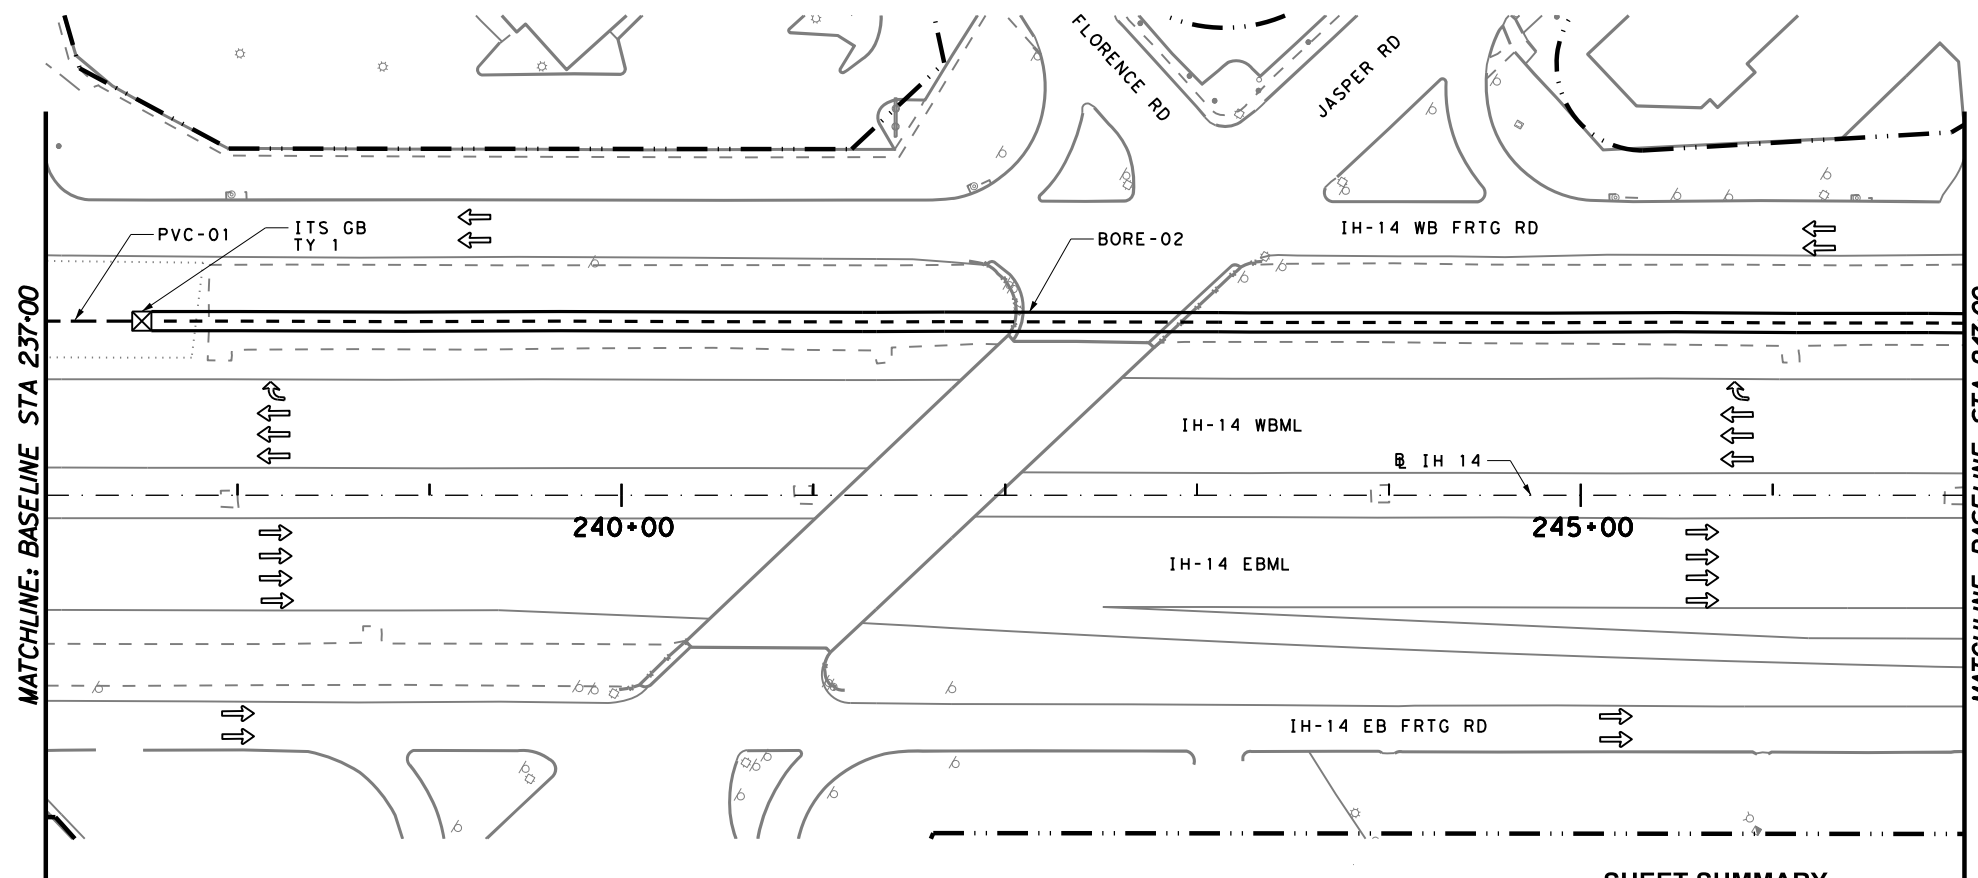 FLORENCE RD
JASPER RD
PVC-01
ITS GB
TY 1
BORE-02
IH-14 WB FRTG RD
MATCHLINE: BASELINE STA 237+00
IH-14 WBML
BL IH 14
240+00
245+00
IH-14 EBML
IH-14 EB FRTG RD